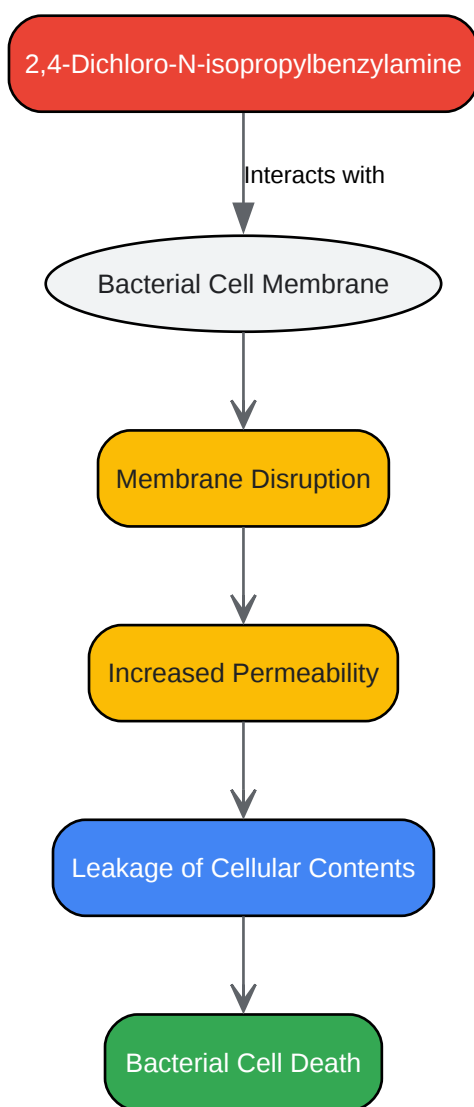 2,4-Dichloro-N-isopropylbenzylamine
Interacts with
Bacterial Cell Membrane
Membrane Disruption
Increased Permeability
Leakage of Cellular Contents
Bacterial Cell Death